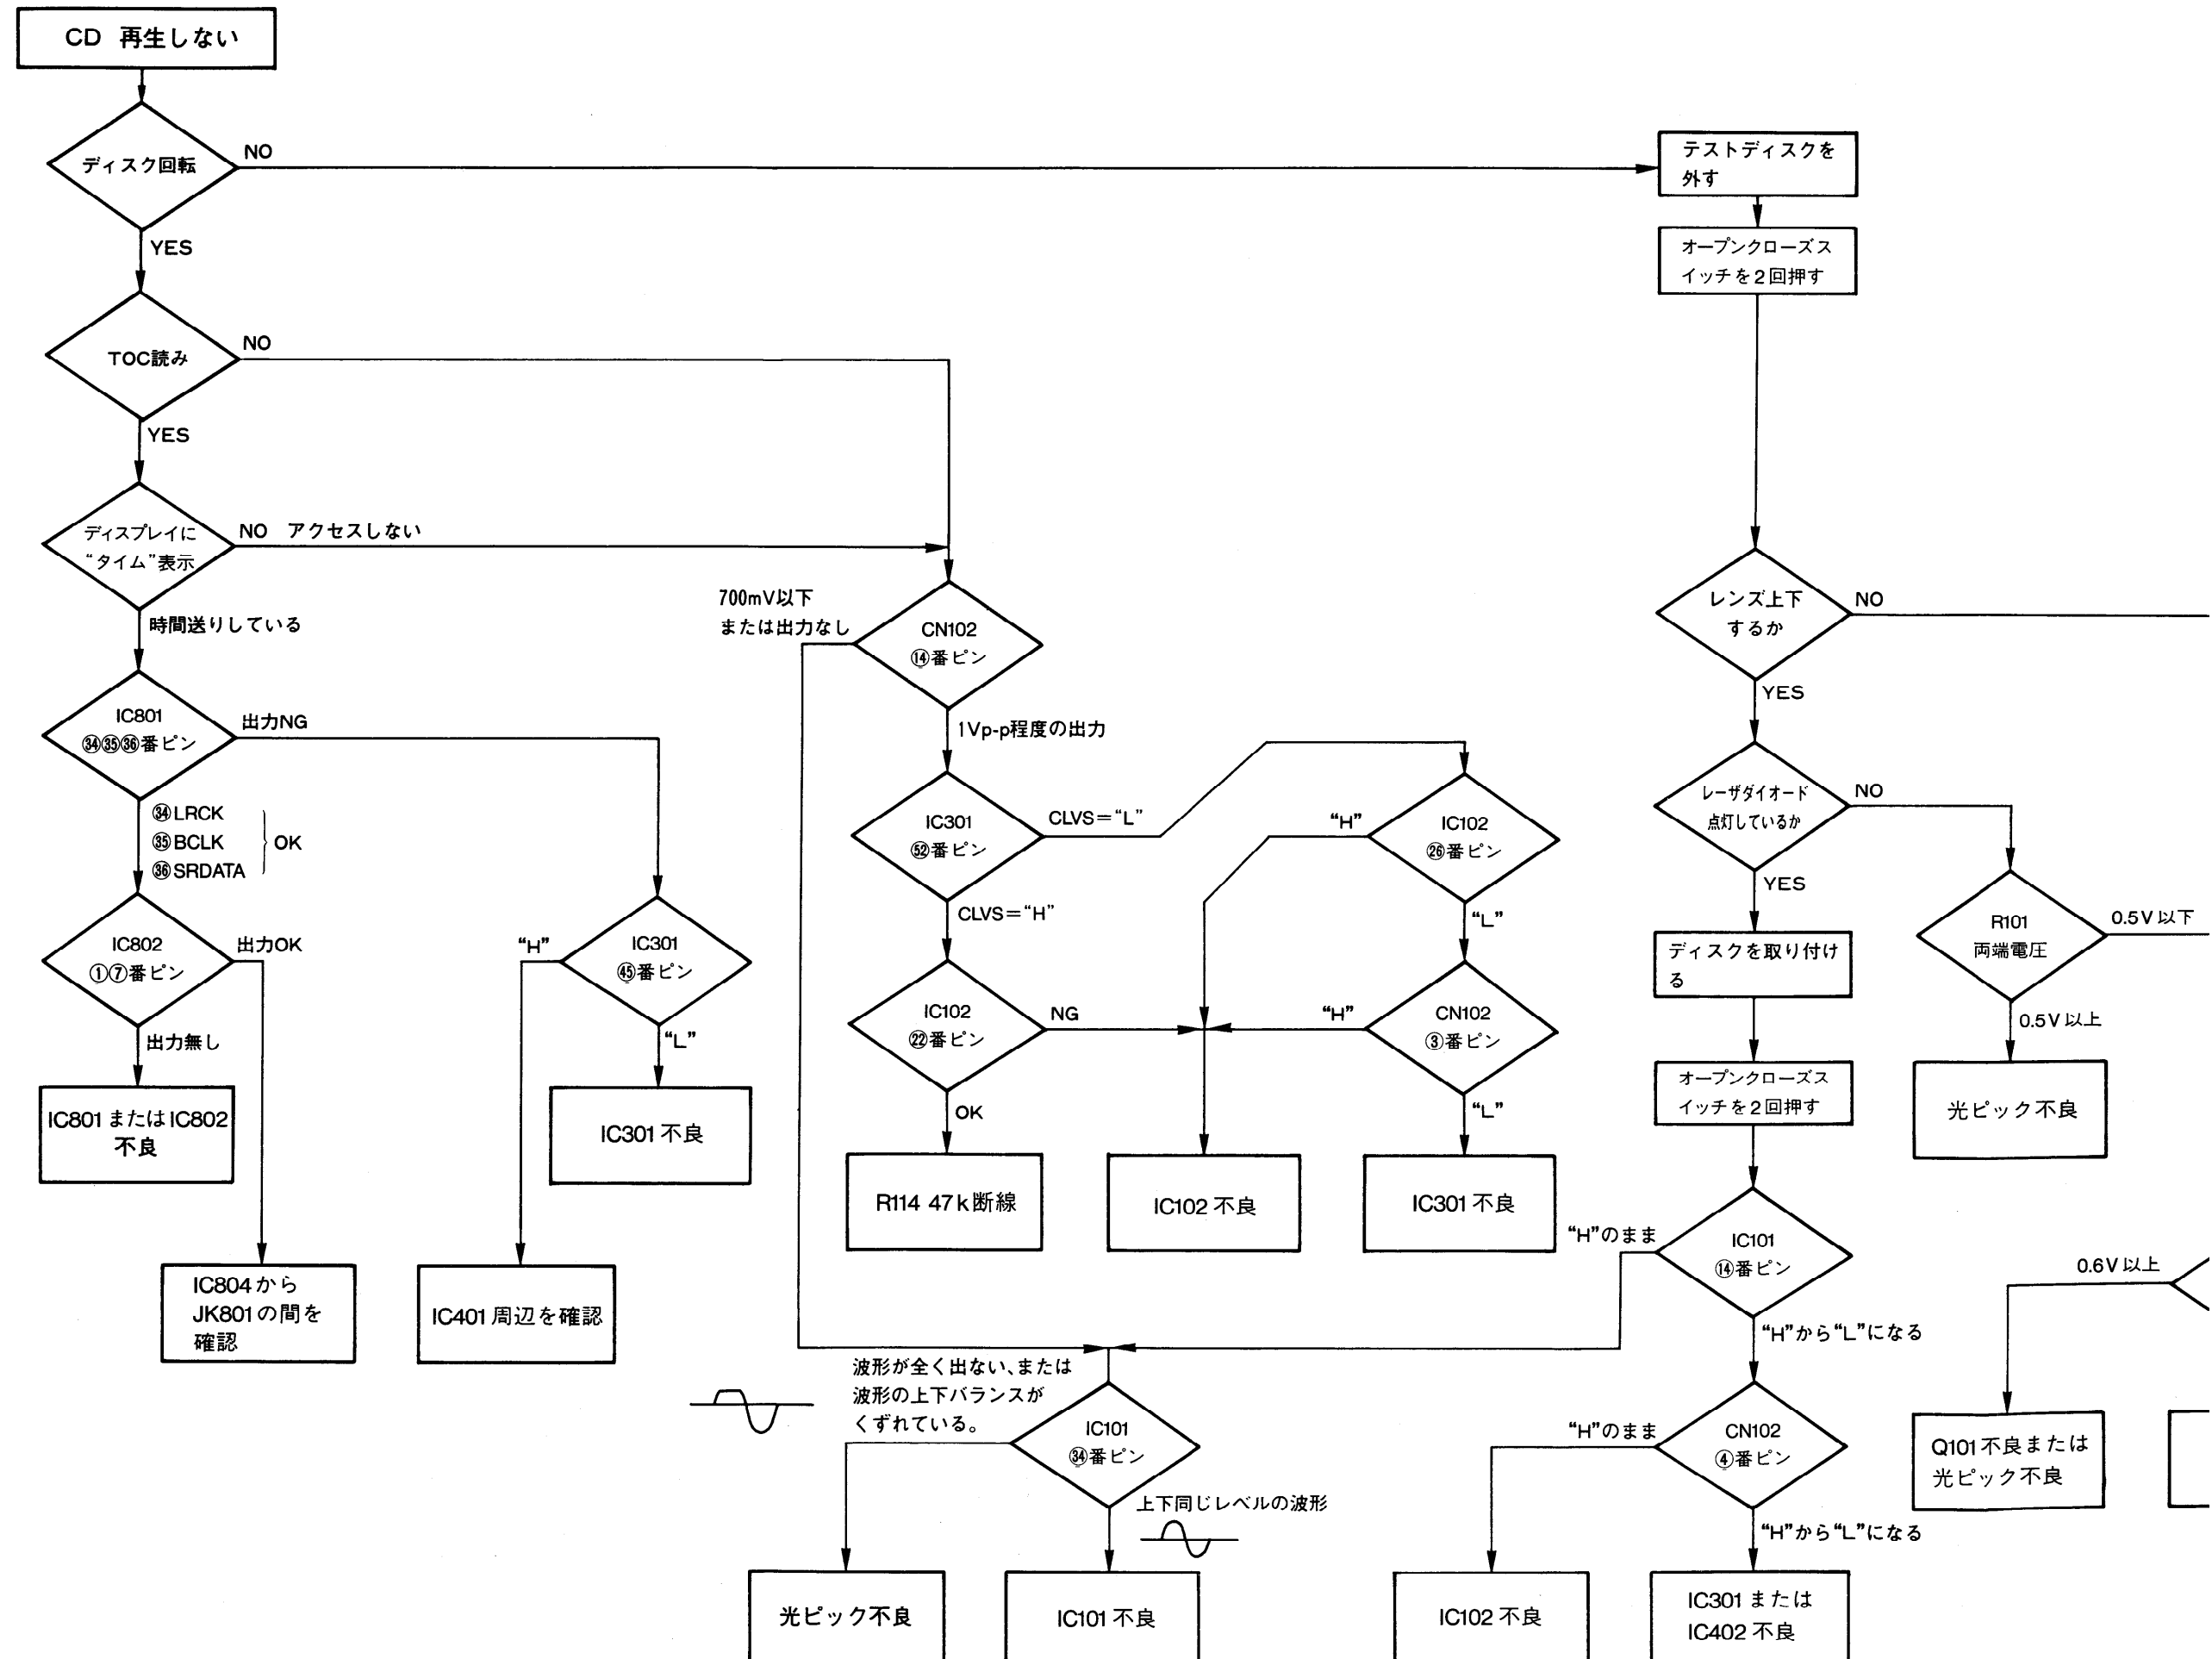 CD 再生しない
ディスク回転
NO
YES
TOC読み
NO
YES
ディスプレイに
“タイム”表示
NO アクセスしない
時間送りしている
IC801
㉞㉟㊱番ピン
出力NG
㉞LRCK
㉟BCLK
㊱SRDATA
OK
IC802
①⑦番ピン
出力OK
出力無し
IC801 または IC802
不良
IC804 から
JK801 の間を
確認
IC301
㊺番ピン
“H”
“L”
IC301 不良
IC401 周辺を確認
700mV以下
または出力なし
CN102
⑭番ピン
1Vp-p程度の出力
IC301
52番ピン
CLVS=“L”
CLVS=“H”
IC102
㉒番ピン
NG
OK
R114 47k断線
IC102
㉖番ピン
“H”
“L”
CN102
③番ピン
“H”
“L”
IC102 不良
IC301 不良
波形が全く出ない、または
波形の上下バランスが
くずれている。
IC101
㉞番ピン
上下同じレベルの波形
光ピック不良
IC101 不良
テストディスクを
外す
オープンクローズス
イッチを2回押す
レンズ上下
するか
NO
YES
レーザダイオード
点灯しているか
NO
YES
R101
両端電圧
0.5V 以下
0.5V 以上
光ピック不良
ディスクを取り付け
る
オープンクローズス
イッチを2回押す
IC101
⑭番ピン
“H”のまま
“H”から“L”になる
CN102
④番ピン
“H”のまま
“H”から“L”になる
IC102 不良
IC301 または
IC402 不良
0.6V 以上
Q101 不良または
光ピック不良